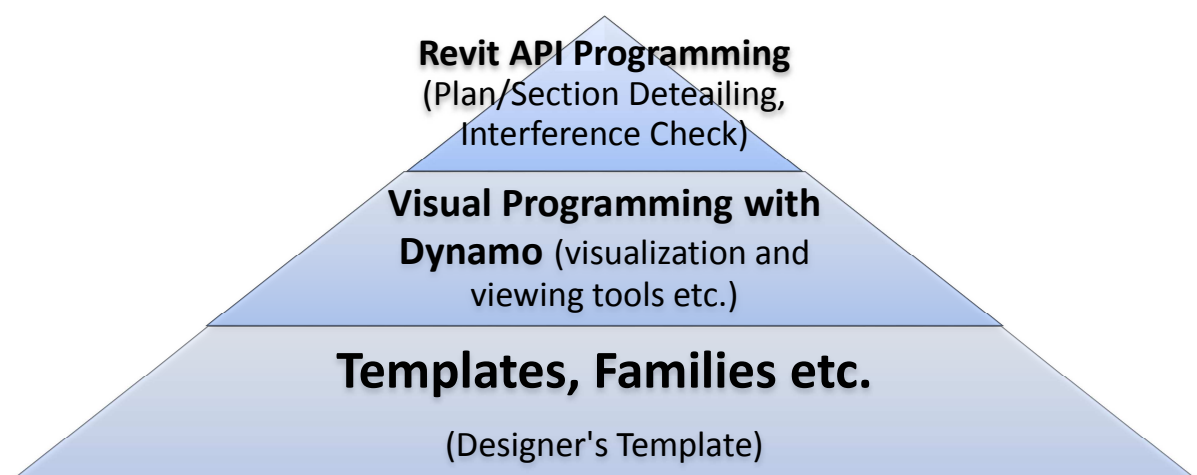 Revit API Programming
(Plan/Section Deteailing,
Interference Check)
Visual Programming with
Dynamo (visualization and
viewing tools etc.)
Templates, Families etc.
(Designer's Template)